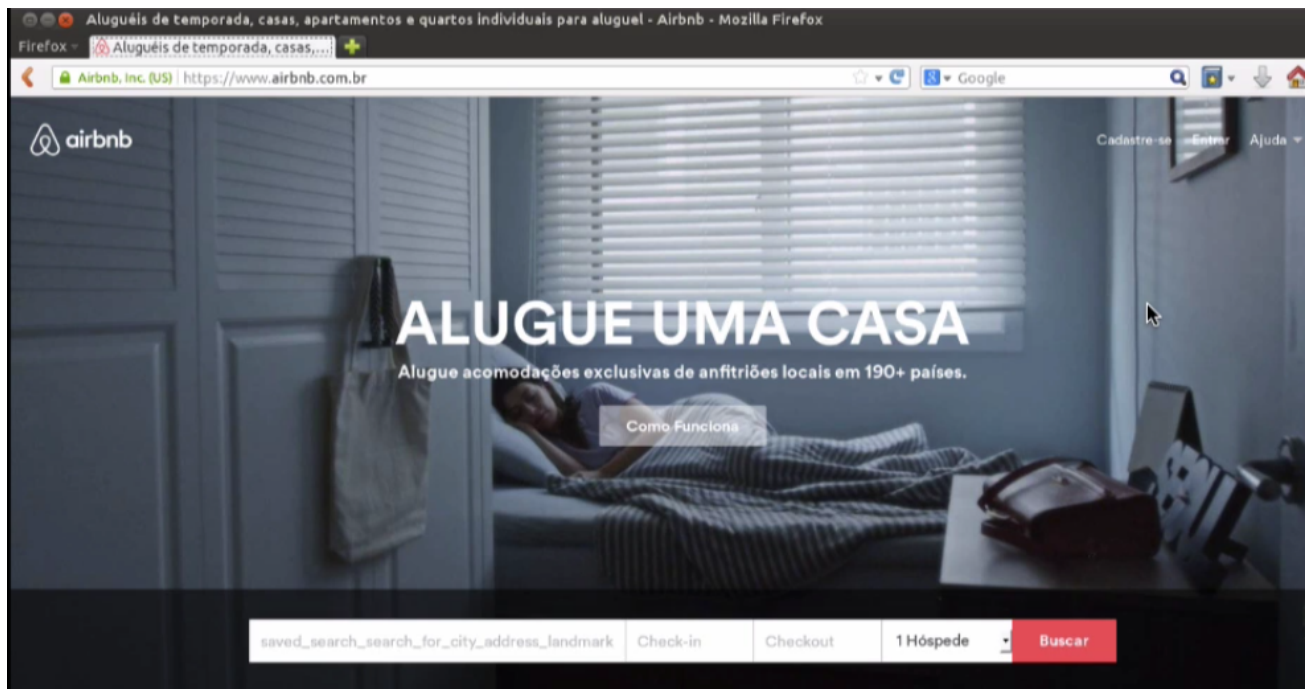 Aluguéis de temporada, casas, apartamentos e quartos individuais para aluguel - Airbnb - Mozilla Firefox
Firefox
Aluguéis de temporada, casas,...
Airbnb, Inc. (US) https://www.airbnb.com.br
Google
airbnb
Cadastre-se Entrar Ajuda
ALUGUE UMA CASA
Alugue acomodações exclusivas de anfitriões locais em 190+ países.
Como Funciona
saved_search_search_for_city_address_landmark Check-in Checkout 1 Hóspede Buscar